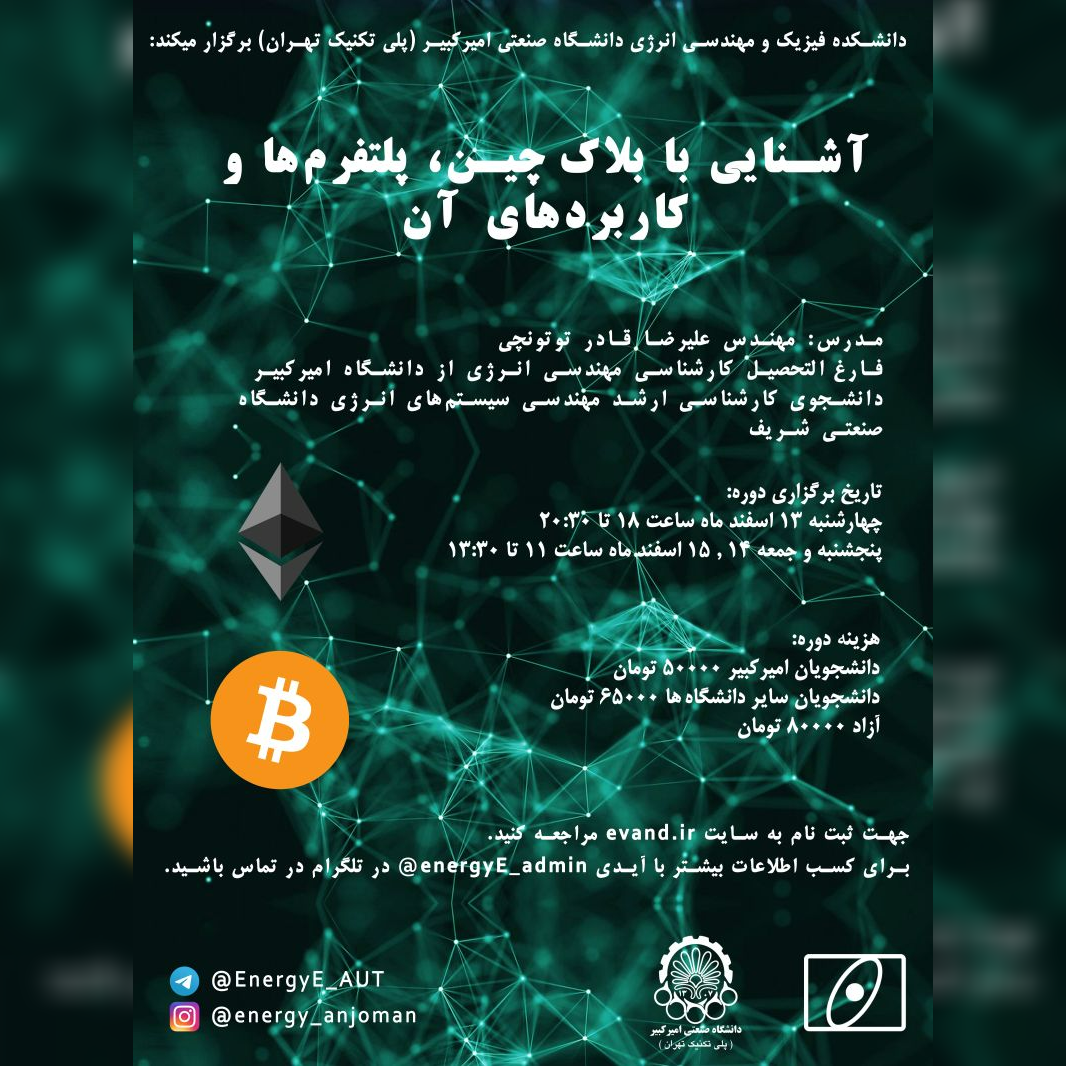 دانشکده فیزیک و مهندسی انرژی دانشگاه صنعتی امیرکبیر (پلی تکنیک تهران) برگزار میکند:
آشنایی با بلاک چین، پلتفرم‌ها و
کاربردهای آن
مدرس: مهندس علیرضا قادر توتونچی
فارغ التحصیل کارشناسی مهندسی انرژی از دانشگاه امیرکبیر
دانشجوی کارشناسی ارشد مهندسی سیستم‌های انرژی دانشگاه
صنعتی شریف
تاریخ برگزاری دوره:
چهارشنبه ۱۳ اسفند ماه ساعت ۱۸ تا ۲۰:۳۰
پنجشنبه و جمعه ۱۴ , ۱۵ اسفند ماه ساعت ۱۱ تا ۱۳:۳۰
هزینه دوره:
دانشجویان امیرکبیر ۵۰۰۰۰ تومان
دانشجویان سایر دانشگاه ها ۶۵۰۰۰ تومان
آزاد ۸۰۰۰۰ تومان
جهت ثبت نام به سایت evand.ir مراجعه کنید.
برای کسب اطلاعات بیشتر با آیدی @energyE_admin در تلگرام در تماس باشید.
@EnergyE_AUT
@energy_anjoman
۱۳۰۷
دانشگاه صنعتی امیرکبیر
(پلی تکنیک تهران)